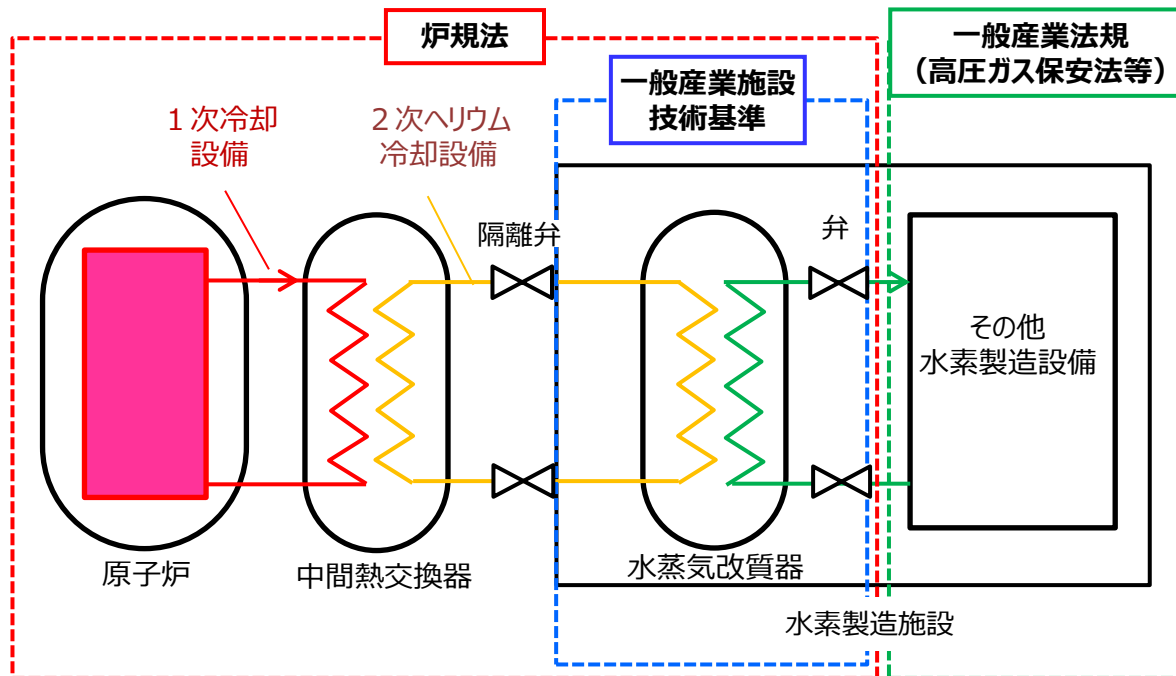 炉規法
一般産業法規
（高圧ガス保安法等）
一般産業施設
技術基準
１次冷却
設備
２次ヘリウム
冷却設備
隔離弁
弁
その他
水素製造設備
原子炉
中間熱交換器
水蒸気改質器
水素製造施設